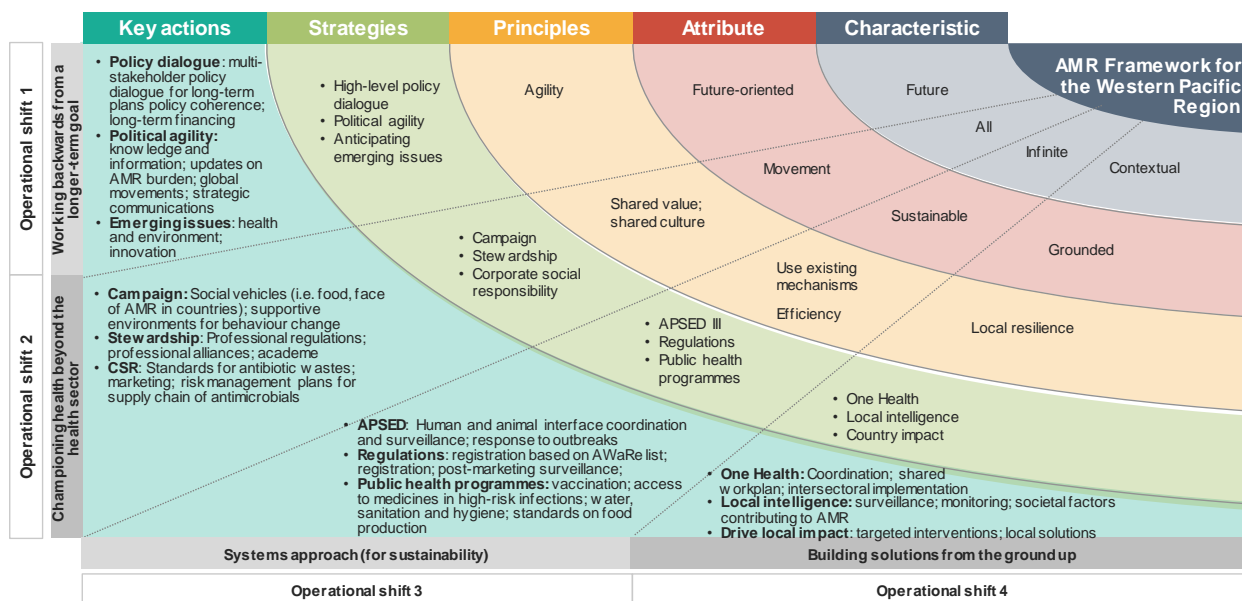 Key actions
Strategies
Principles
Attribute
Characteristic
AMR Framework for
the Western Pacific
Region
Operational shift 1
Working backwards from a
longer-term goal
Operational shift 2
Championing health beyond the
health sector
• Policy dialogue: multi-
stakeholder policy
dialogue for long-term
plans policy coherence;
long-term financing
• Political agility:
knowledge and
information; updates on
AMR burden; global
movements; strategic
communications
• Emerging issues: health
and environment;
innovation
• High-level policy
dialogue
• Political agility
• Anticipating
emerging issues
Agility
Future-oriented
Future
All
Infinite
Contextual
Movement
Sustainable
Grounded
Shared value;
shared culture
Use existing
mechanisms
Efficiency
Local resilience
• Campaign
• Stewardship
• Corporate social
responsibility
• APSED III
• Regulations
• Public health
programmes
• One Health
• Local intelligence
• Country impact
• Campaign: Social vehicles (i.e. food, face
of AMR in countries); supportive
environments for behaviour change
• Stewardship: Professional regulations;
professional alliances; academe
• CSR: Standards for antibiotic wastes;
marketing; risk management plans for
supply chain of antimicrobials
• APSED: Human and animal interface coordination
and surveillance; response to outbreaks
• Regulations: registration based on AWaRe list;
registration; post-marketing surveillance;
• Public health programmes: vaccination; access
to medicines in high-risk infections; water,
sanitation and hygiene; standards on food
production
• One Health: Coordination; shared
workplan; intersectoral implementation
• Local intelligence: surveillance; monitoring; societal factors
contributing to AMR
• Drive local impact: targeted interventions; local solutions
Systems approach (for sustainability)
Building solutions from the ground up
Operational shift 3
Operational shift 4